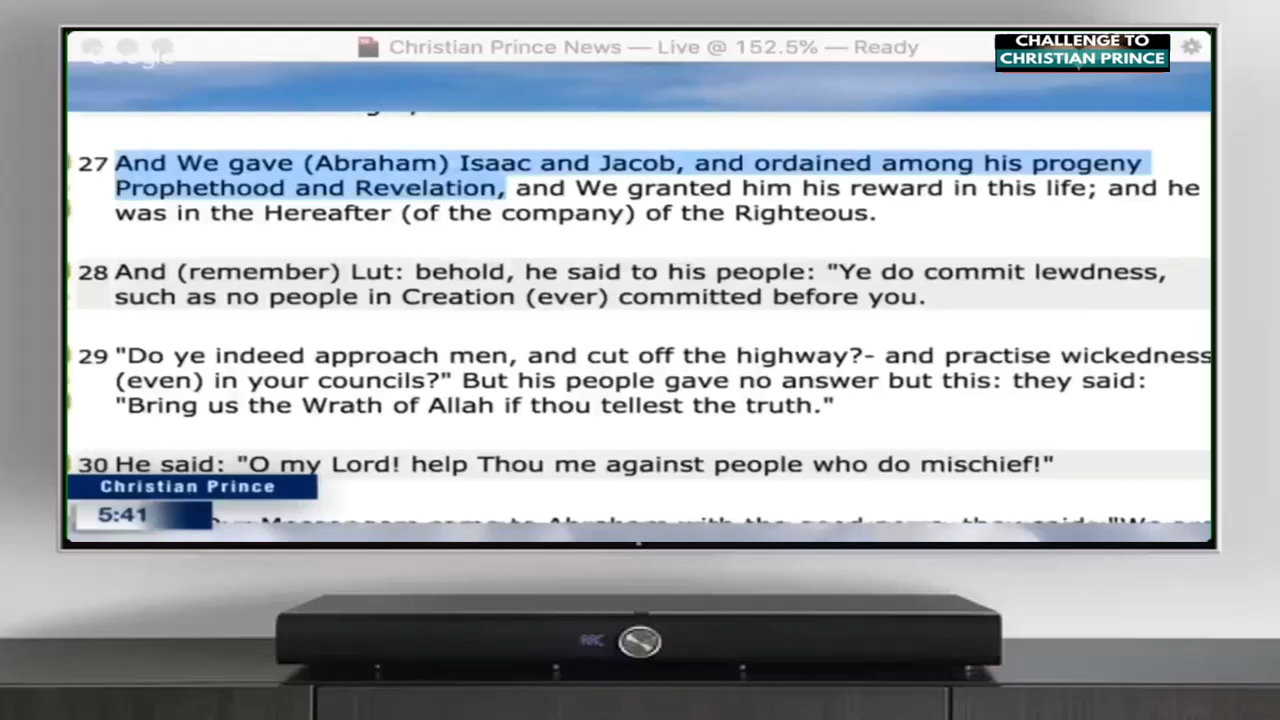 Google
Christian Prince News — Live @ 152.5% — Ready
CHALLENGE TO
CHRISTIAN PRINCE
27 And We gave (Abraham) Isaac and Jacob, and ordained among his progeny
Prophethood and Revelation, and We granted him his reward in this life; and he
was in the Hereafter (of the company) of the Righteous.
28 And (remember) Lut: behold, he said to his people: "Ye do commit lewdness,
such as no people in Creation (ever) committed before you.
29 "Do ye indeed approach men, and cut off the highway?- and practise wickedness
(even) in your councils?" But his people gave no answer but this: they said:
"Bring us the Wrath of Allah if thou tellest the truth."
30 He said: "O my Lord! help Thou me against people who do mischief!"
Christian Prince
5:41